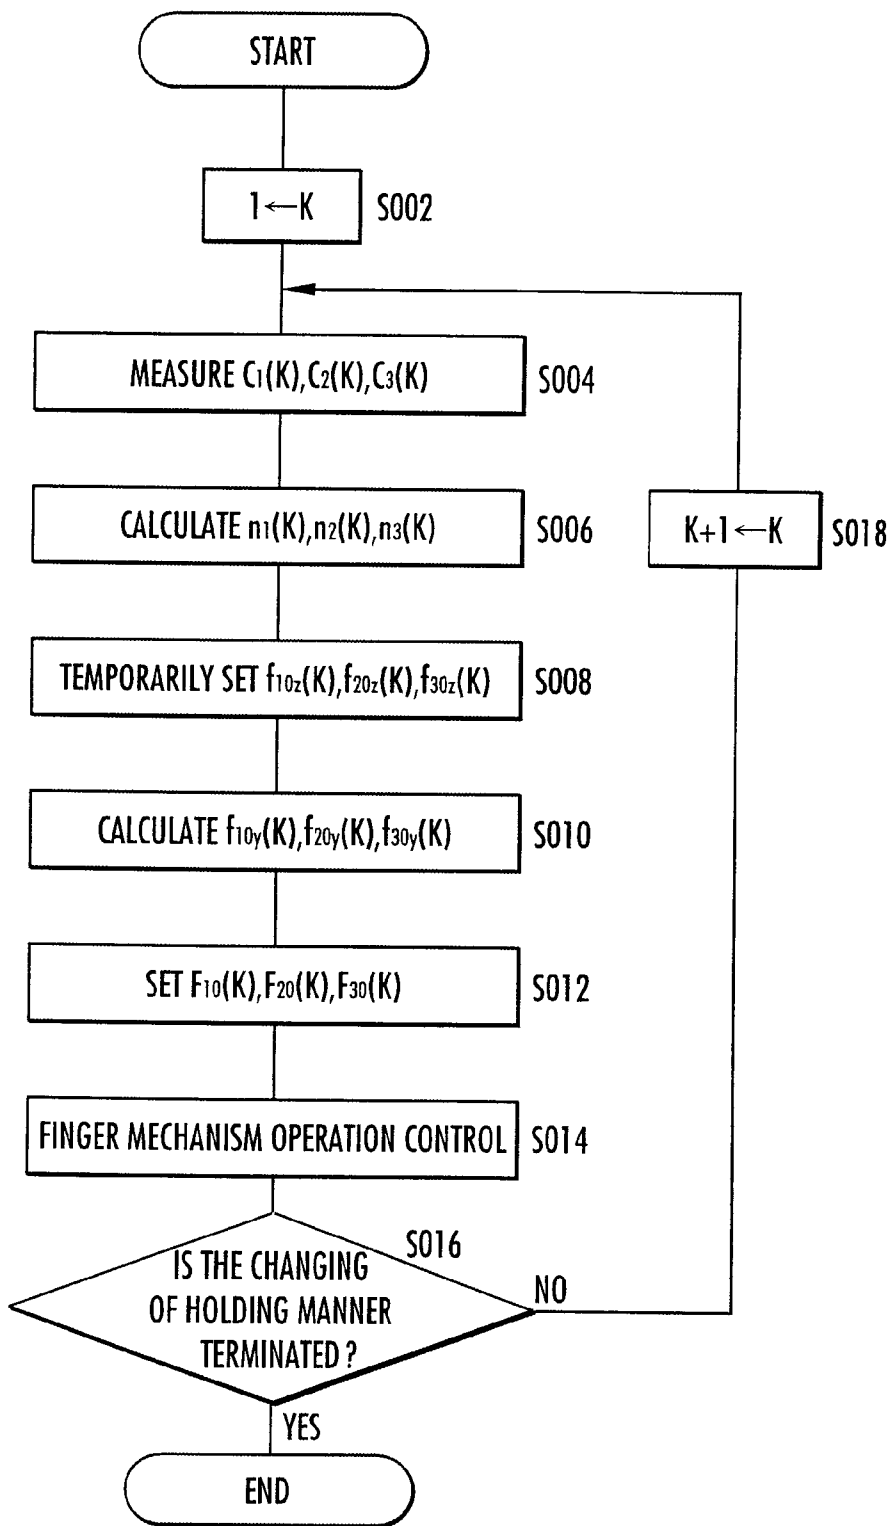 START
1←K S002
MEASURE C₁(K),C₂(K),C₃(K) S004
CALCULATE n₁(K),n₂(K),n₃(K) S006
K+1←K S018
TEMPORARILY SET f₁₀z(K),f₂₀z(K),f₃₀z(K) S008
CALCULATE f₁₀y(K),f₂₀y(K),f₃₀y(K) S010
SET F₁₀(K),F₂₀(K),F₃₀(K) S012
FINGER MECHANISM OPERATION CONTROL S014
S016
IS THE CHANGING
OF HOLDING MANNER
TERMINATED ?
NO
YES
END